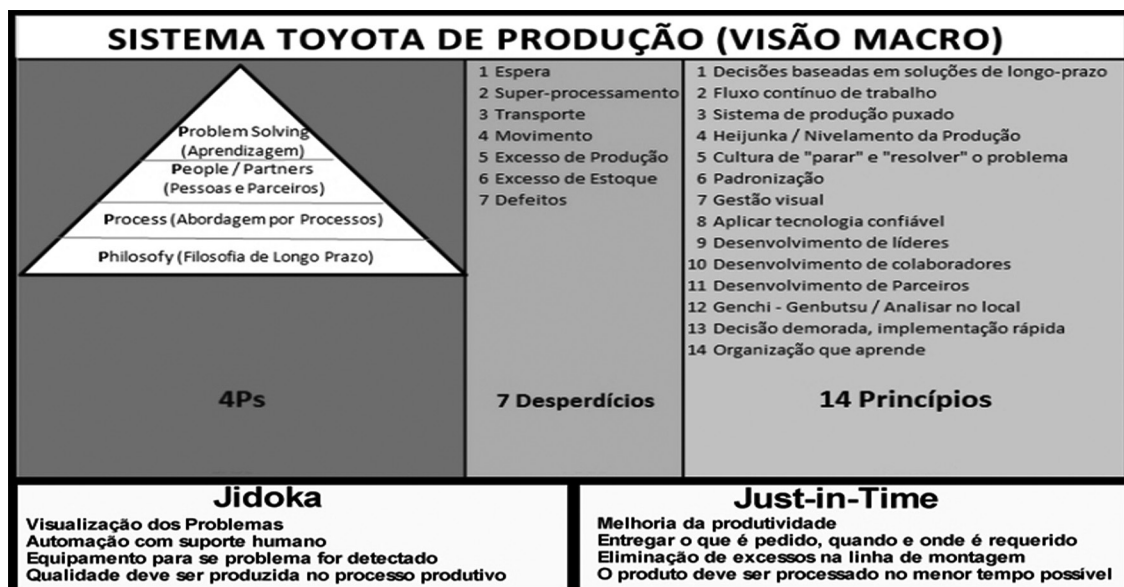 SISTEMA TOYOTA DE PRODUÇÃO (VISÃO MACRO)
Problem Solving
(Aprendizagem)
People / Partners
(Pessoas e Parceiros)
Process (Abordagem por Processos)
Philosofy (Filosofia de Longo Prazo)
4Ps
1 Espera
2 Super-processamento
3 Transporte
4 Movimento
5 Excesso de Produção
6 Excesso de Estoque
7 Defeitos
7 Desperdícios
1 Decisões baseadas em soluções de longo-prazo
2 Fluxo contínuo de trabalho
3 Sistema de produção puxado
4 Heijunka / Nivelamento da Produção
5 Cultura de "parar" e "resolver" o problema
6 Padronização
7 Gestão visual
8 Aplicar tecnologia confiável
9 Desenvolvimento de líderes
10 Desenvolvimento de colaboradores
11 Desenvolvimento de Parceiros
12 Genchi - Genbutsu / Analisar no local
13 Decisão demorada, implementação rápida
14 Organização que aprende
14 Princípios
Jidoka
Visualização dos Problemas
Automação com suporte humano
Equipamento para se problema for detectado
Qualidade deve ser produzida no processo produtivo
Just-in-Time
Melhoria da produtividade
Entregar o que é pedido, quando e onde é requerido
Eliminação de excessos na linha de montagem
O produto deve ser processado no menor tempo possível